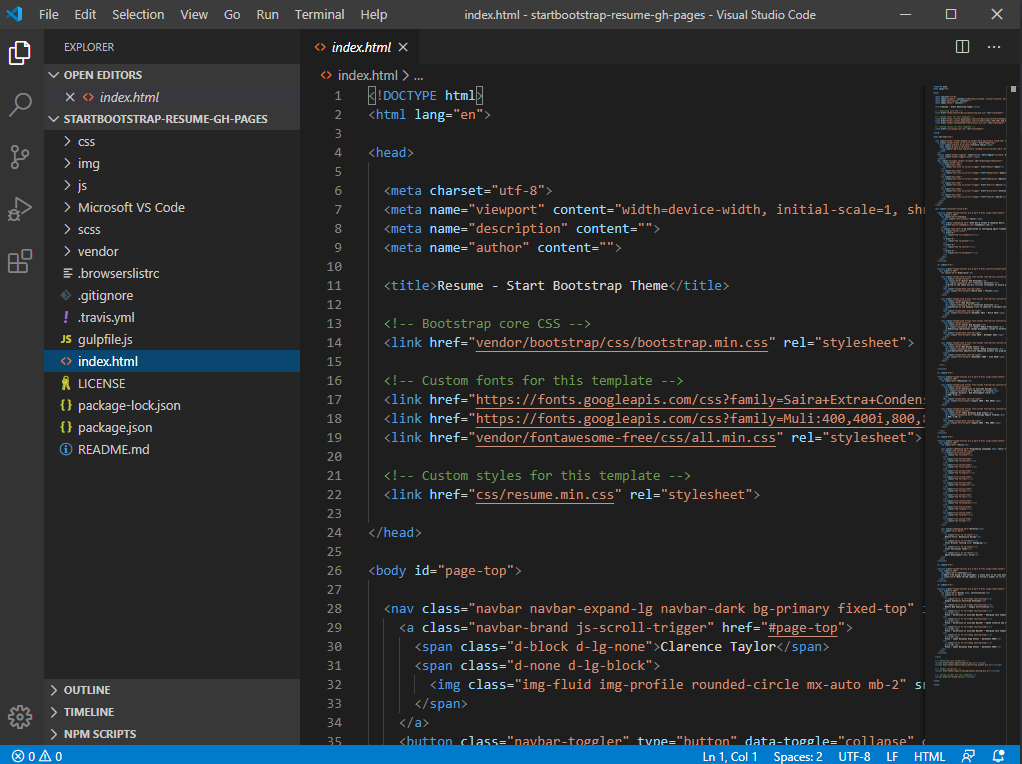 File Edit Selection View Go Run Terminal Help index.html - startbootstrap-resume-gh-pages - Visual Studio Code
EXPLORER
OPEN EDITORS
index.html
STARTBOOTSTRAP-RESUME-GH-PAGES
css
img
js
Microsoft VS Code
scss
vendor
.browserslistrc
.gitignore
.travis.yml
JS gulpfile.js
index.html
LICENSE
{} package-lock.json
{} package.json
README.md
OUTLINE
TIMELINE
NPM SCRIPTS
index.html
index.html > ...
1 <!DOCTYPE html>
2 <html lang="en">
3
4 <head>
5
6 <meta charset="utf-8">
7 <meta name="viewport" content="width=device-width, initial-scale=1, shr
8 <meta name="description" content="">
9 <meta name="author" content="">
10
11 <title>Resume - Start Bootstrap Theme</title>
12
13 <!-- Bootstrap core CSS -->
14 <link href="vendor/bootstrap/css/bootstrap.min.css" rel="stylesheet">
15
16 <!-- Custom fonts for this template -->
17 <link href="https://fonts.googleapis.com/css?family=Saira+Extra+Conden
18 <link href="https://fonts.googleapis.com/css?family=Muli:400,400i,800,
19 <link href="vendor/fontawesome-free/css/all.min.css" rel="stylesheet">
20
21 <!-- Custom styles for this template -->
22 <link href="css/resume.min.css" rel="stylesheet">
23
24 </head>
25
26 <body id="page-top">
27
28 <nav class="navbar navbar-expand-lg navbar-dark bg-primary fixed-top"
29 <a class="navbar-brand js-scroll-trigger" href="#page-top">
30 <span class="d-block d-lg-none">Clarence Taylor</span>
31 <span class="d-none d-lg-block">
32 <img class="img-fluid img-profile rounded-circle mx-auto mb-2" sr
33 </span>
34 </a>
35 <button class="navbar-toggler" type="button" data-toggle="collapse"
0 0 Ln 1, Col 1 Spaces: 2 UTF-8 LF HTML